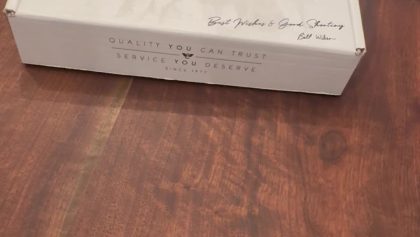 Best Wishes & Good Shooting
Bill Wilson
QUALITY YOU CAN TRUST
SERVICE YOU DESERVE
SINCE 1977